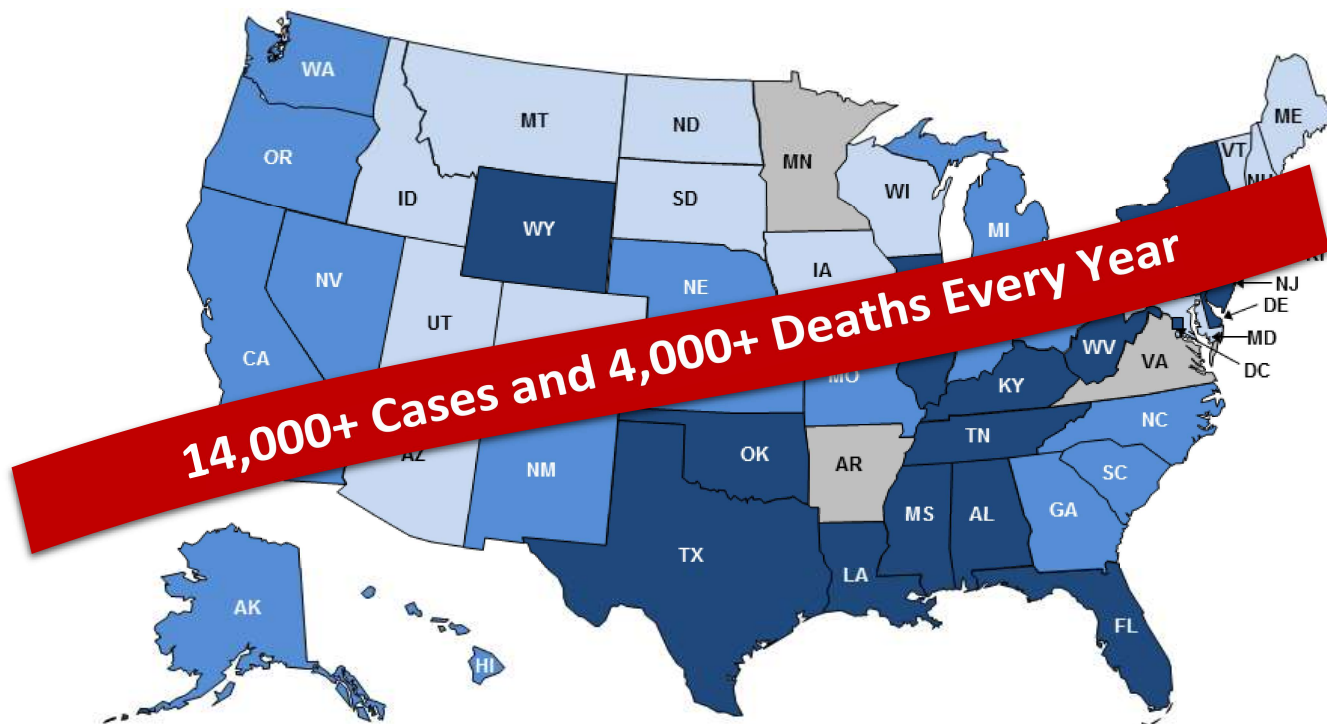 WA
MT
ND
ME
VT
MN
OR
NH
ID
SD
WI
WY
MI
IA
NV
NE
NJ
DE
UT
14,000+ Cases and 4,000+ Deaths Every Year
MD
WV
CA
VA
DC
MO
KY
NC
TN
AZ
OK
AR
NM
SC
MS
AL
GA
TX
LA
AK
FL
HI